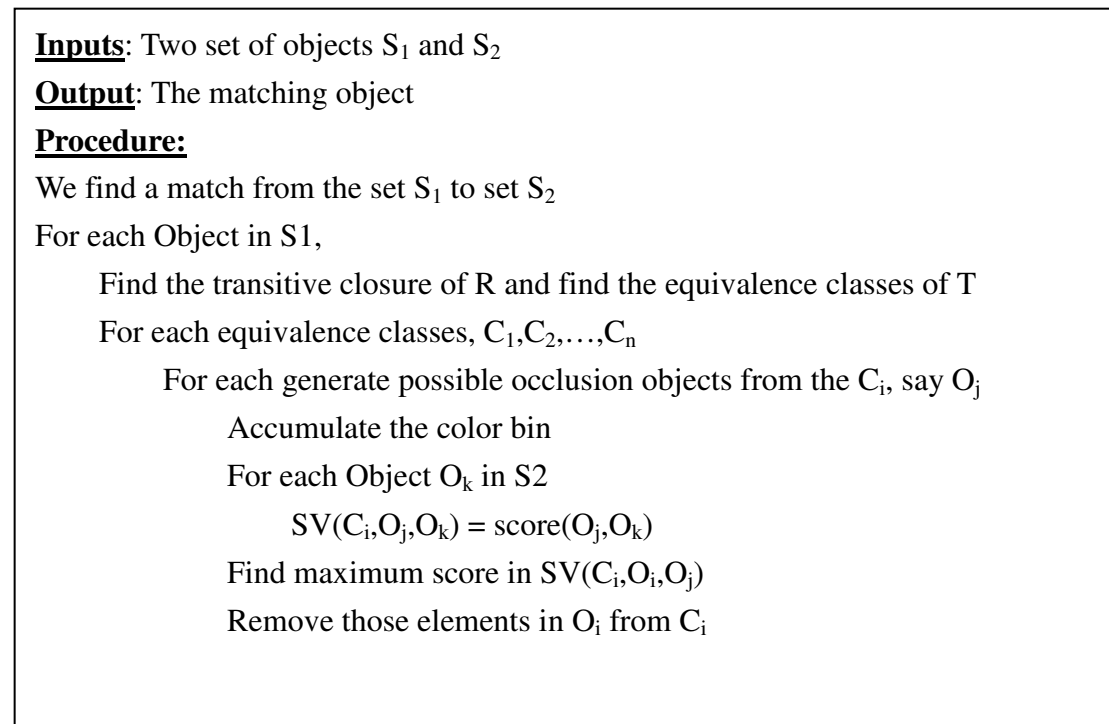 Inputs: Two set of objects S₁ and S₂
Output: The matching object
Procedure:
We find a match from the set S₁ to set S₂
For each Object in S1,
Find the transitive closure of R and find the equivalence classes of T
For each equivalence classes, C₁,C₂,…,Cₙ
For each generate possible occlusion objects from the Cᵢ, say Oⱼ
Accumulate the color bin
For each Object Oₖ in S2
SV(Cᵢ,Oⱼ,Oₖ) = score(Oⱼ,Oₖ)
Find maximum score in SV(Cᵢ,Oᵢ,Oⱼ)
Remove those elements in Oᵢ from Cᵢ